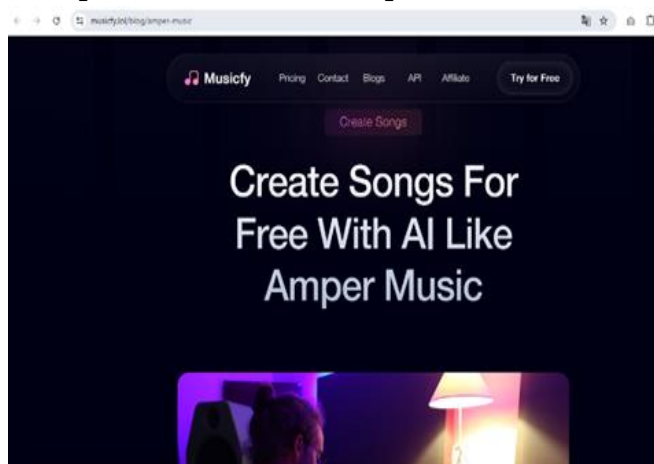 musicfy.lol/blog/amper-music
Musicfy Pricing Contact Blogs API Affiliate Try for Free
Create Songs
Create Songs For
Free With AI Like
Amper Music